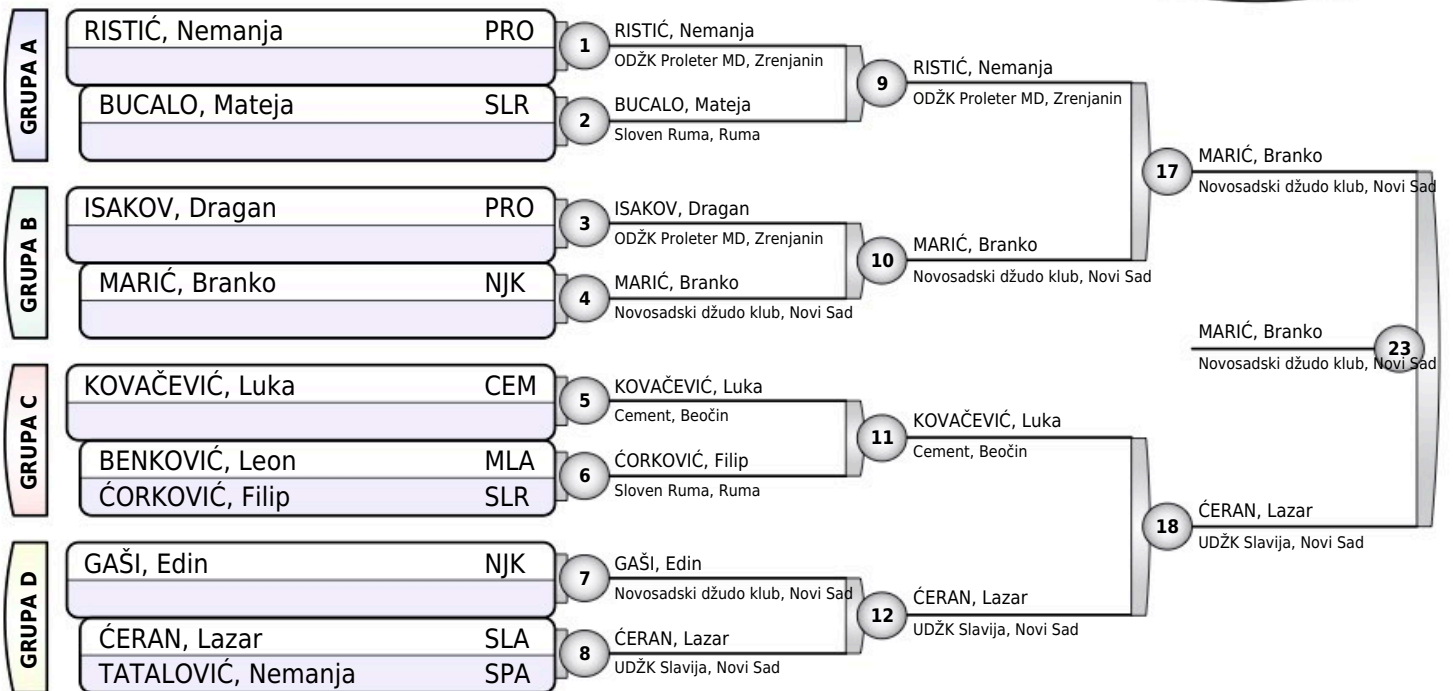 GRUPA A
RISTIĆ, Nemanja PRO
BUCALO, Mateja SLR
GRUPA B
ISAKOV, Dragan PRO
MARIĆ, Branko NJK
GRUPA C
KOVAČEVIĆ, Luka CEM
BENKOVIĆ, Leon MLA
ĆORKOVIĆ, Filip SLR
GRUPA D
GAŠI, Edin NJK
ĆERAN, Lazar SLA
TATALOVIĆ, Nemanja SPA
1
RISTIĆ, Nemanja
ODŽK Proleter MD, Zrenjanin
2
BUCALO, Mateja
Sloven Ruma, Ruma
3
ISAKOV, Dragan
ODŽK Proleter MD, Zrenjanin
4
MARIĆ, Branko
Novosadski džudo klub, Novi Sad
5
KOVAČEVIĆ, Luka
Cement, Beočin
6
ĆORKOVIĆ, Filip
Sloven Ruma, Ruma
7
GAŠI, Edin
Novosadski džudo klub, Novi Sad
8
ĆERAN, Lazar
UDŽK Slavija, Novi Sad
9
RISTIĆ, Nemanja
ODŽK Proleter MD, Zrenjanin
10
MARIĆ, Branko
Novosadski džudo klub, Novi Sad
11
KOVAČEVIĆ, Luka
Cement, Beočin
12
ĆERAN, Lazar
UDŽK Slavija, Novi Sad
17
MARIĆ, Branko
Novosadski džudo klub, Novi Sad
18
ĆERAN, Lazar
UDŽK Slavija, Novi Sad
23
MARIĆ, Branko
Novosadski džudo klub, Novi Sad